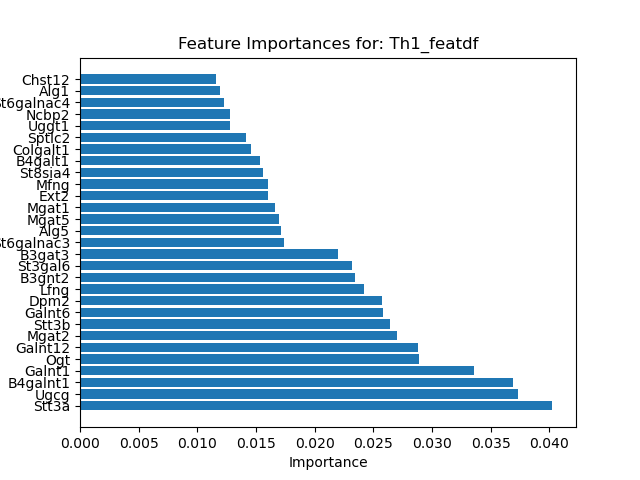 Feature Importances for: Th1_featdf
Chst12
Alg1
St6galnac4
Ncbp2
Uggt1
Sptlc2
Colgalt1
B4galt1
St8sia4
Mfng
Ext2
Mgat1
Mgat5
Alg5
St6galnac3
B3gat3
St3gal6
B3gnt2
Lfng
Dpm2
Galnt6
Stt3b
Mgat2
Galnt12
Ogt
Galnt1
B4galnt1
Ugcg
Stt3a
0.000 0.005 0.010 0.015 0.020 0.025 0.030 0.035 0.040
Importance